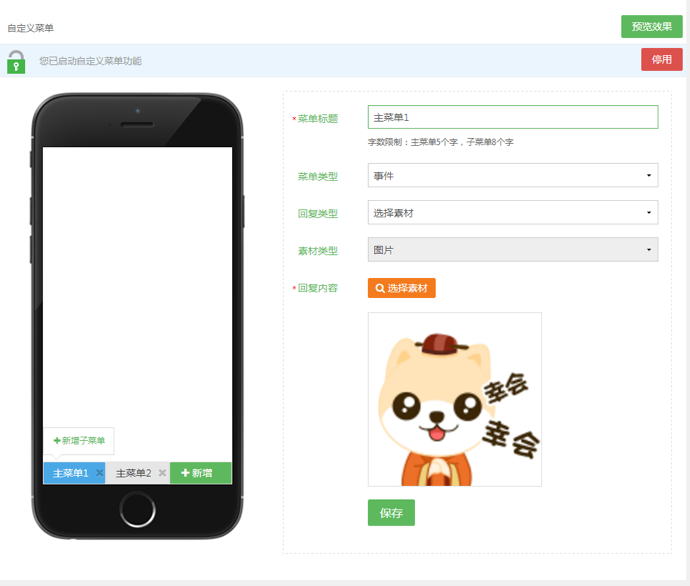 自定义菜单
预览效果
您已启动自定义菜单功能
停用
*菜单标题
主菜单1
字数限制：主菜单5个字，子菜单8个字
菜单类型
事件
回复类型
选择素材
素材类型
图片
*回复内容
选择素材
幸会
幸会
保存
+新增子菜单
主菜单1 ×
主菜单2 ×
+ 新增